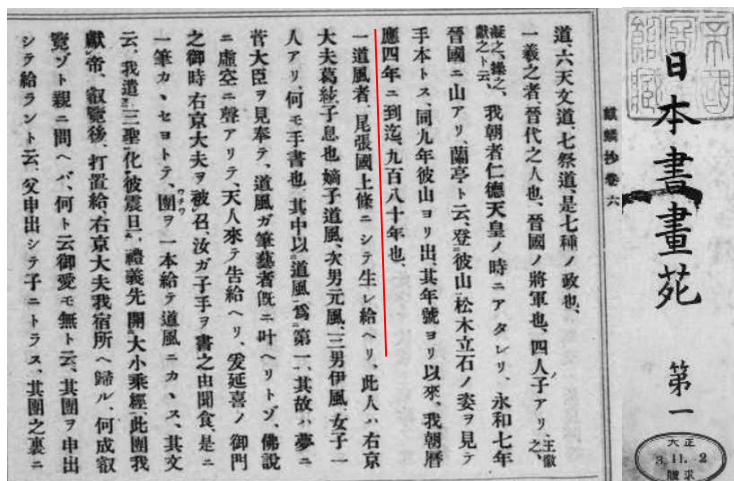 日本書畫苑 第一
大正
3.11.2
購求
麒麟抄卷六
道、六天文道、七祭道、是七種ノ政也、
一羲之者、晉代之人也、晉國ノ將軍也、四人子アリ、王徽之、
凝之、操之、獻之ト云、我朝者仁德天皇ノ時ニアタレリ、永和七年
晉國ニ山アリ、蘭亭ト云、登彼山松木立石ノ姿ヲ見テ
手本トス、同九年彼山ヨリ出、其年號ヨリ以來、我朝曆
應四年ニ到迄、九百八十年也、
一道風者、尾張國上條ニシテ生レ給ヘリ、此人ハ右京
大夫葛絃子息也、嫡子道風、次男元風、三男伊風、女子一
人アリ、何モ手書也、其中以道風爲第一、其故ハ夢ニ
菅大臣ヲ見奉テ、道風ガ筆藝者旣ニ叶ヘリトゾ、佛說
ニ虛空ニ聲アリテ、天人來テ告給ヘリ、爰延喜ノ御門
之御時、右京大夫ヲ被召、汝ガ子手ヲ書之由聞食、是ニ
一筆カヽセヨトテ、團ヲ一本給テ道風ニカヽス、其文
云、我遣三聖化彼震旦、禮義先開大小乘經、此團我
獻帝、叡覽後、打置給、右京大夫我宿所ヘ歸ル、何成叡
覽ゾト親ニ問ヘバ、何ト云御愛モ無ト云、其團ヲ申出
シテ給ラント云、父申出シテ子ニトラス、其團之裏ニ